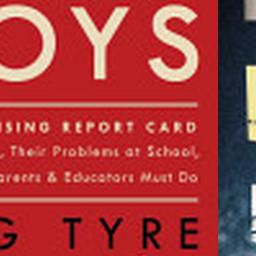 OYS
ISING REPORT CARD
, Their Problems at School,
arents & Educators Must Do
G TYRE